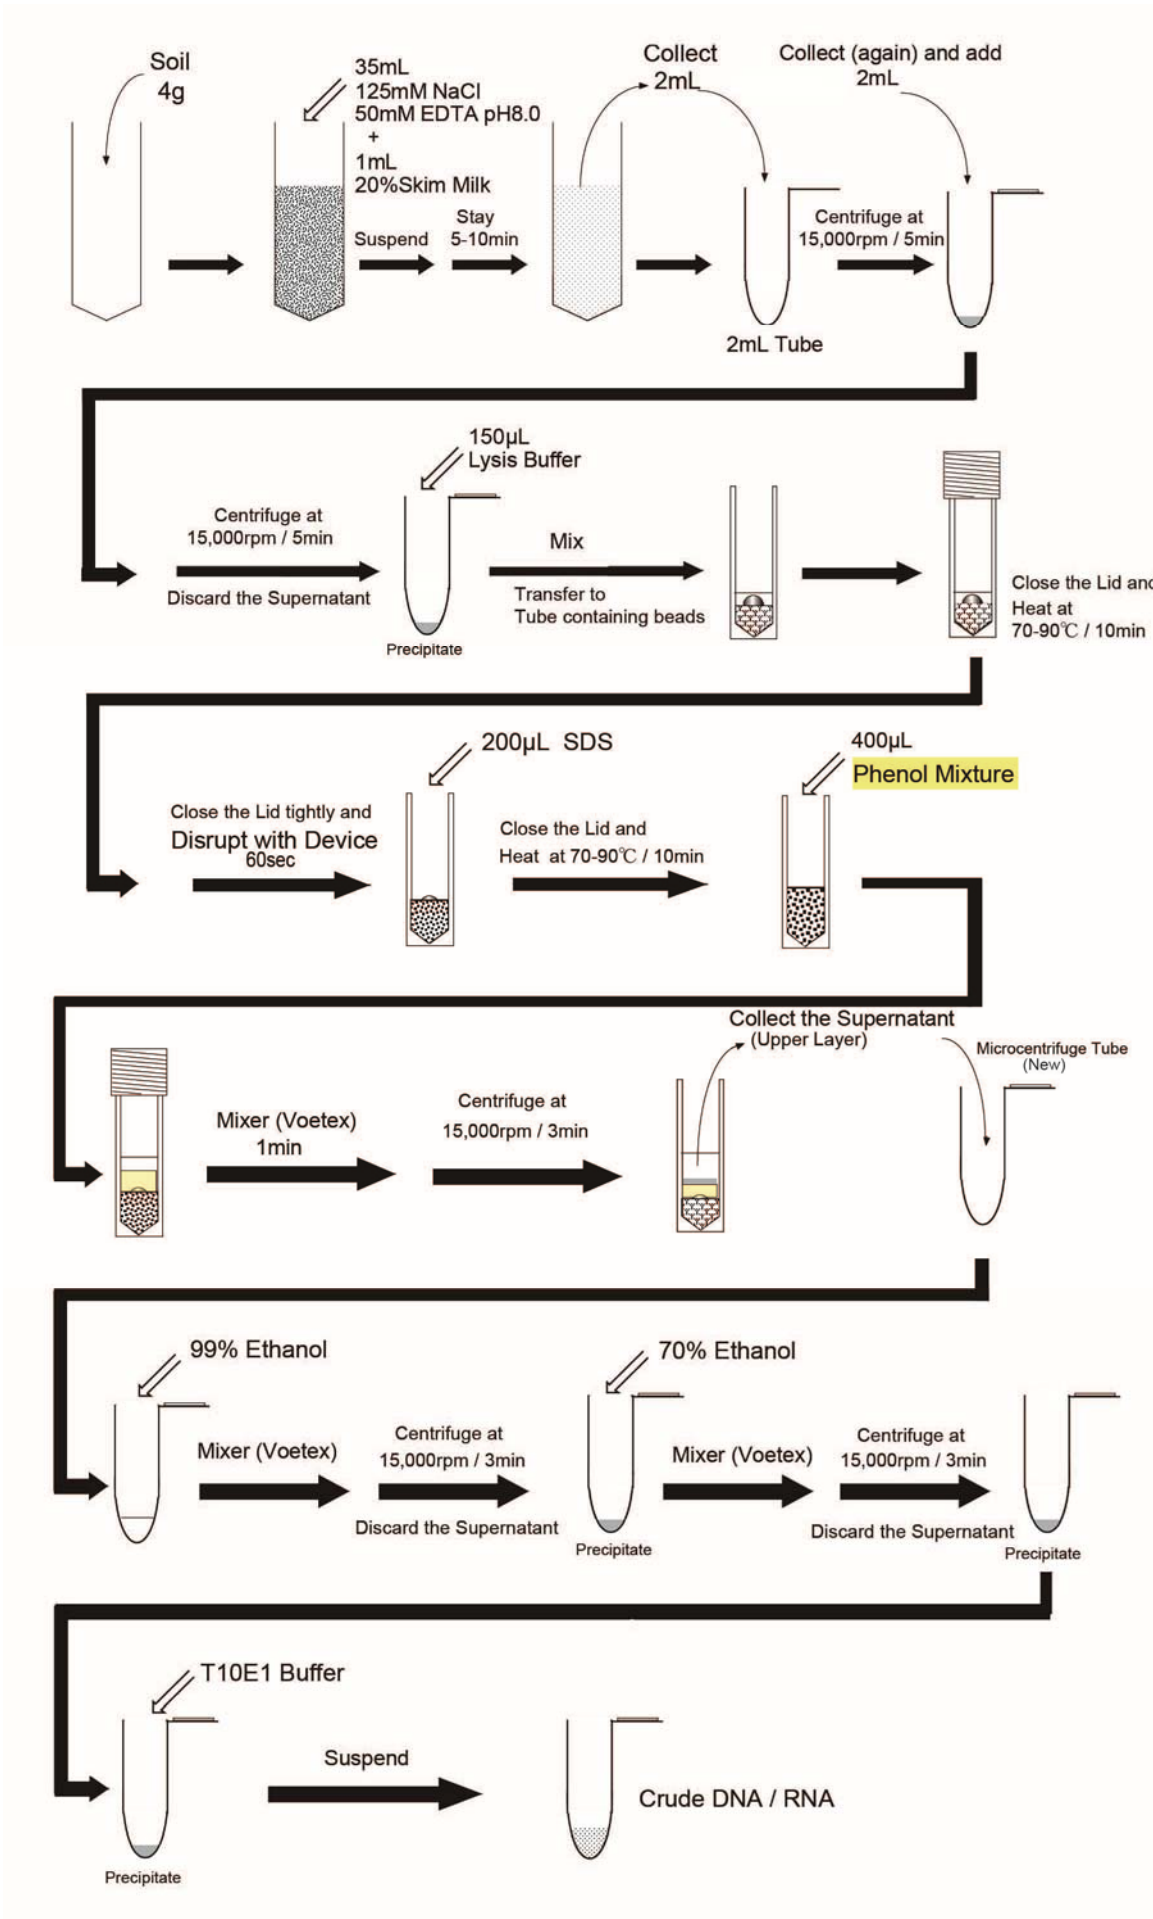 Soil
4g
35mL
125mM NaCl
50mM EDTA pH8.0
+
1mL
20%Skim Milk
Suspend
Stay
5-10min
Collect
2mL
Collect (again) and add
2mL
Centrifuge at
15,000rpm / 5min
2mL Tube
Centrifuge at
15,000rpm / 5min
Discard the Supernatant
150µL
Lysis Buffer
Precipitate
Mix
Transfer to
Tube containing beads
Close the Lid and
Heat at
70-90℃ / 10min
Close the Lid tightly and
Disrupt with Device
60sec
200µL SDS
Close the Lid and
Heat at 70-90℃ / 10min
400µL
Phenol Mixture
Mixer (Voetex)
1min
Centrifuge at
15,000rpm / 3min
Collect the Supernatant
(Upper Layer)
Microcentrifuge Tube
(New)
99% Ethanol
Mixer (Voetex)
Centrifuge at
15,000rpm / 3min
Discard the Supernatant
70% Ethanol
Precipitate
Mixer (Voetex)
Centrifuge at
15,000rpm / 3min
Discard the Supernatant
Precipitate
T10E1 Buffer
Precipitate
Suspend
Crude DNA / RNA